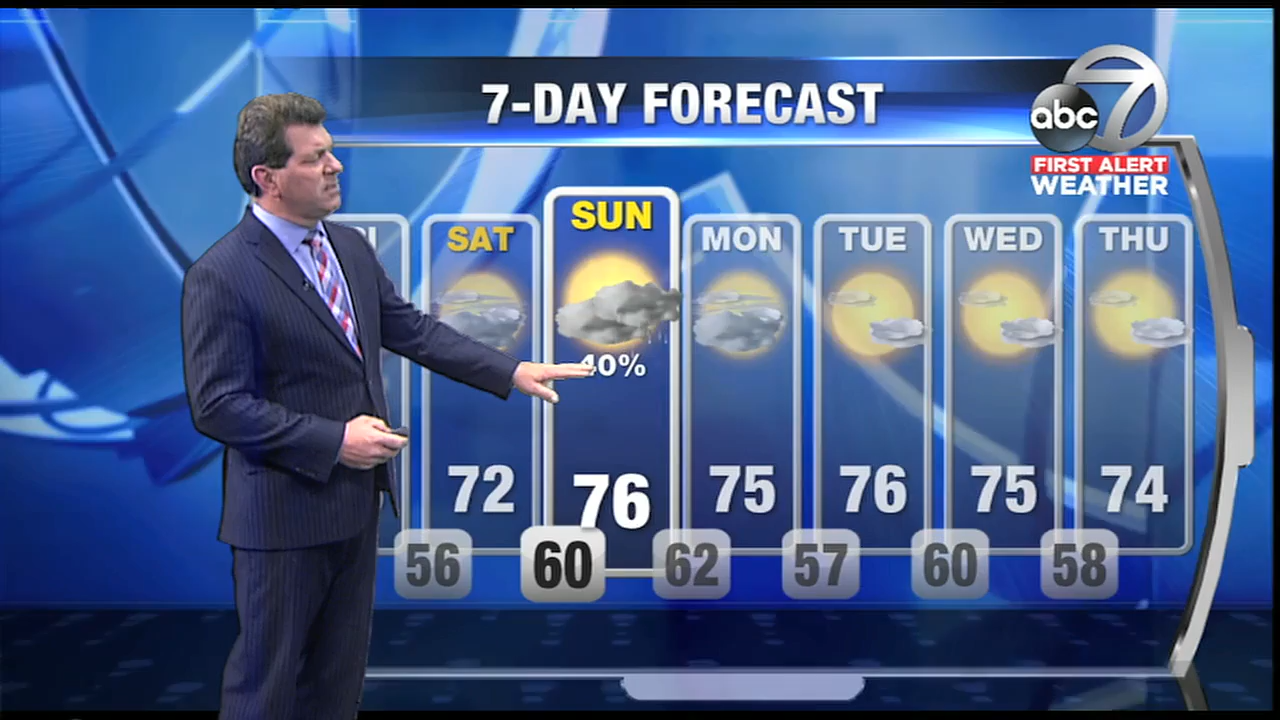 7-DAY FORECAST
abc 7
FIRST ALERT
WEATHER
SAT
SUN
MON
TUE
WED
THU
40%
72
76
75
76
75
74
56
60
62
57
60
58